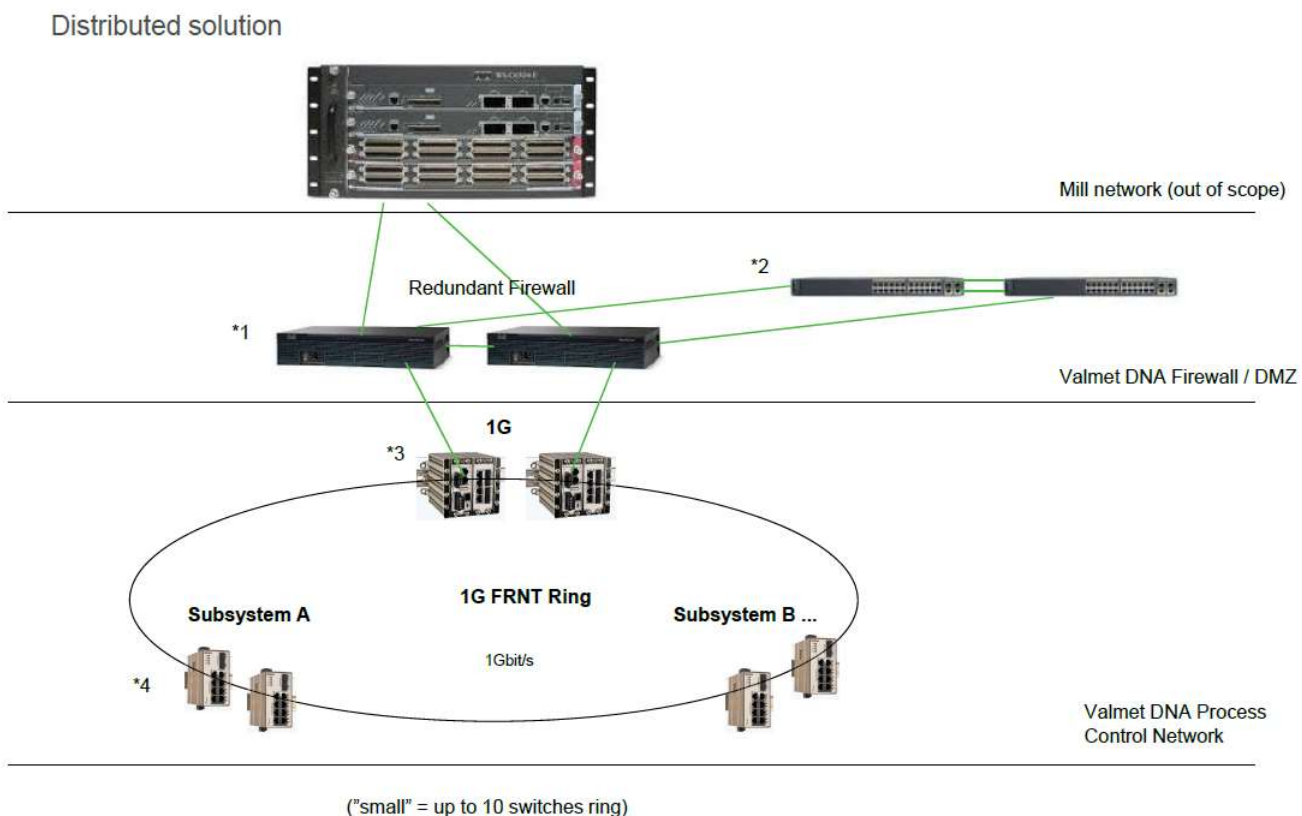 Distributed solution
Mill network (out of scope)
*2
Redundant Firewall
*1
Valmet DNA Firewall / DMZ
1G
*3
1G FRNT Ring
Subsystem A
Subsystem B ...
1Gbit/s
*4
Valmet DNA Process
Control Network
("small" = up to 10 switches ring)